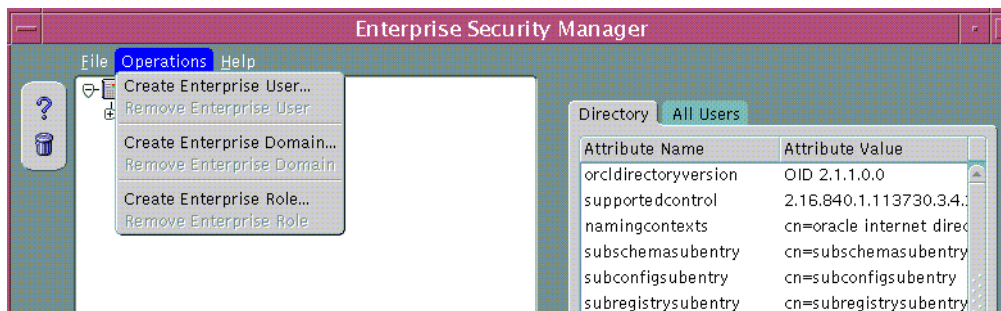 Enterprise Security Manager
File Operations Help
Create Enterprise User...
Remove Enterprise User
Create Enterprise Domain...
Remove Enterprise Domain
Create Enterprise Role...
Remove Enterprise Role
Directory All Users
Attribute Name Attribute Value
orcldirectoryversion OID 2.1.1.0.0
supportedcontrol 2.16.840.1.113730.3.4.
namingcontexts cn=oracle internet direc
subschemasubentry cn=subschemasubentry
subconfigsubentry cn=subconfigsubentry
subregistrysubentry cn=subregistrysubentry